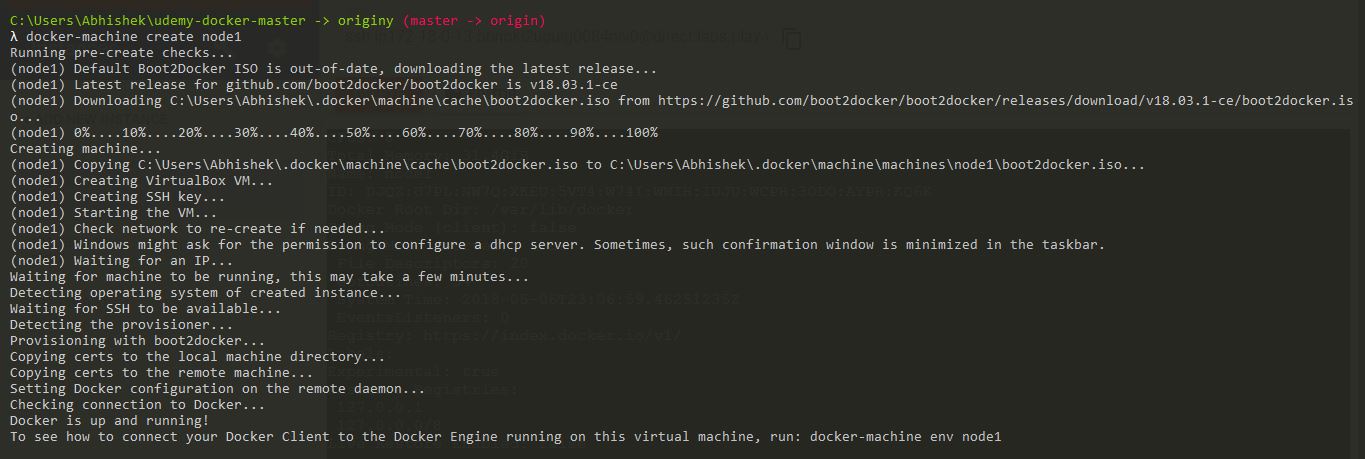 C:\Users\Abhishek\udemy-docker-master -> originy (master -> origin)
λ docker-machine create node1
Running pre-create checks...
(node1) Default Boot2Docker ISO is out-of-date, downloading the latest release...
(node1) Latest release for github.com/boot2docker/boot2docker is v18.03.1-ce
(node1) Downloading C:\Users\Abhishek\.docker\machine\cache\boot2docker.iso from https://github.com/boot2docker/boot2docker/releases/download/v18.03.1-ce/boot2docker.is
o...
(node1) 0%....10%....20%....30%....40%....50%....60%....70%....80%....90%....100%
Creating machine...
(node1) Copying C:\Users\Abhishek\.docker\machine\cache\boot2docker.iso to C:\Users\Abhishek\.docker\machine\machines\node1\boot2docker.iso...
(node1) Creating VirtualBox VM...
(node1) Creating SSH key...
(node1) Starting the VM...
(node1) Check network to re-create if needed...
(node1) Windows might ask for the permission to configure a dhcp server. Sometimes, such confirmation window is minimized in the taskbar.
(node1) Waiting for an IP...
Waiting for machine to be running, this may take a few minutes...
Detecting operating system of created instance...
Waiting for SSH to be available...
Detecting the provisioner...
Provisioning with boot2docker...
Copying certs to the local machine directory...
Copying certs to the remote machine...
Setting Docker configuration on the remote daemon...
Checking connection to Docker...
Docker is up and running!
To see how to connect your Docker Client to the Docker Engine running on this virtual machine, run: docker-machine env node1